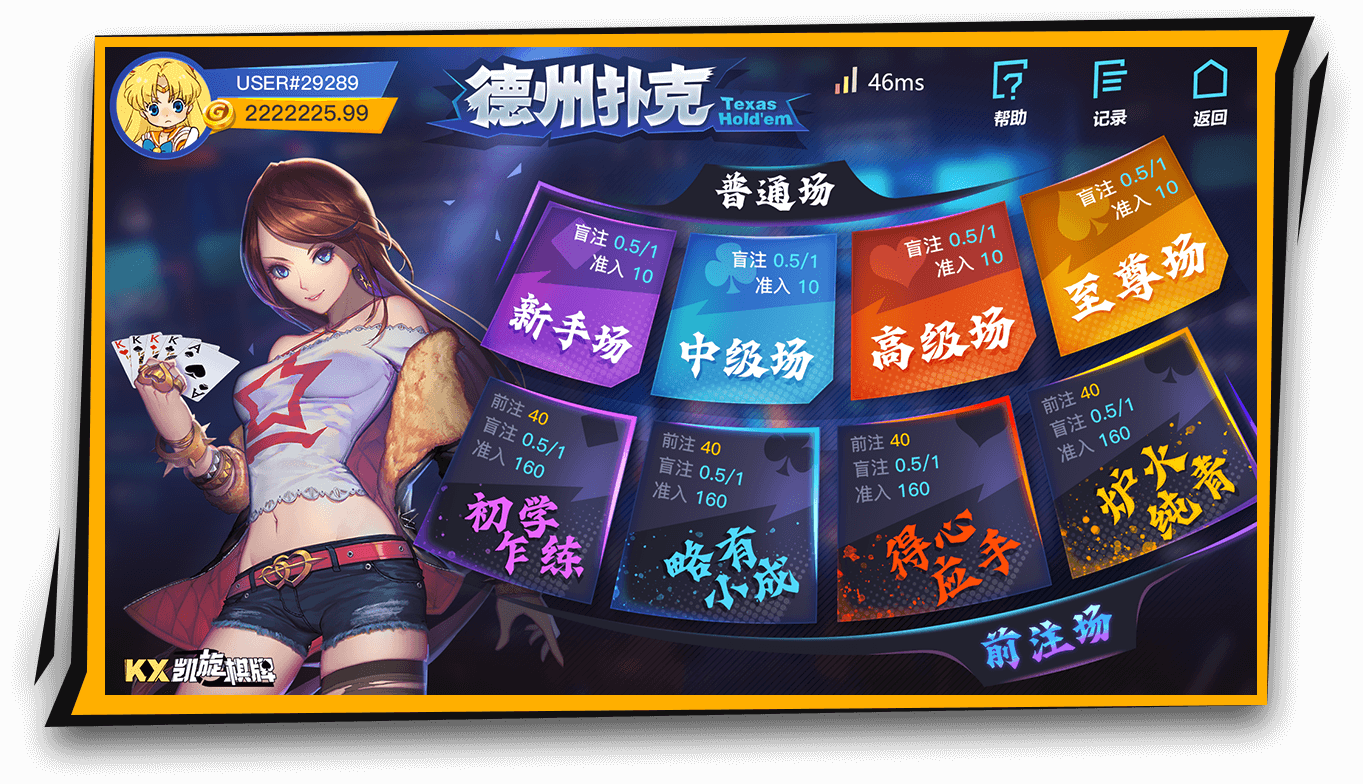 USER#29289
2222225.99
德州扑克
Texas
Hold'em
46ms
帮助
记录
返回
普通场
盲注 0.5/1
准入 10
新手场
盲注 0.5/1
准入 10
中级场
盲注 0.5/1
准入 10
高级场
盲注 0.5/1
准入 10
至尊场
前注 40
盲注 0.5/1
准入 160
初学
乍练
前注 40
盲注 0.5/1
准入 160
略有
小成
前注 40
盲注 0.5/1
准入 160
得心
应手
前注 40
盲注 0.5/1
准入 160
炉火
纯青
前注场
K
K
K
K
A
A
KX凯旋棋牌